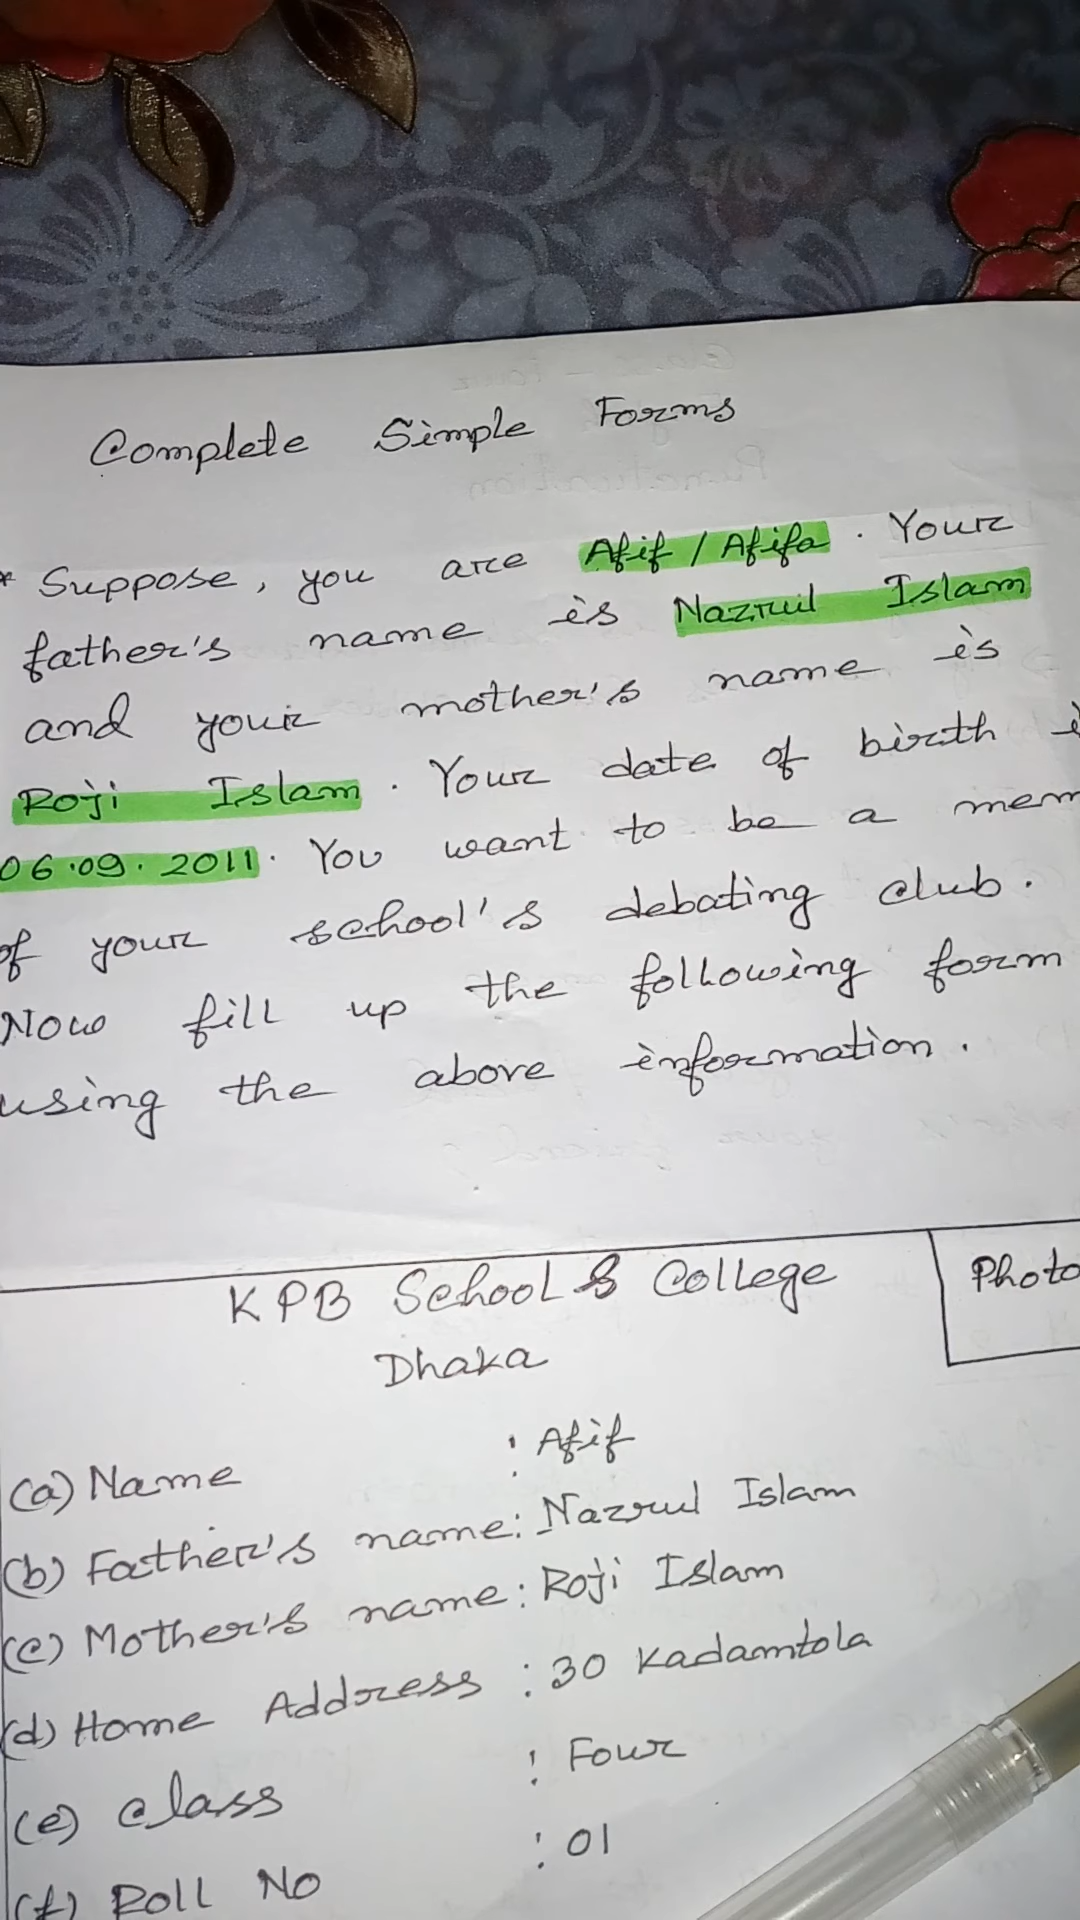 Complete Simple Forms
* Suppose, you are Afif / Afifa. Your
father's name is Nazrul Islam
and your mother's name is
Roji Islam. Your date of birth i
06.09.2011. You want to be a mem
of your school's debating club.
Now fill up the following form
using the above information.
KPB School & College
Photo
Dhaka
(a) Name : Afif
(b) Father's name: Nazrul Islam
(c) Mother's name: Roji Islam
(d) Home Address : 30 Kadamtola
(e) Class : Four
(f) Roll No : 01